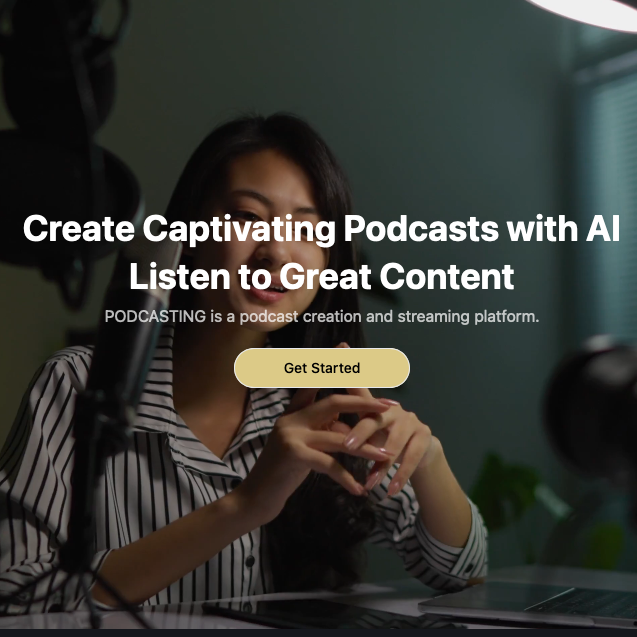 Create Captivating Podcasts with AI
Listen to Great Content
PODCASTING is a podcast creation and streaming platform.
Get Started